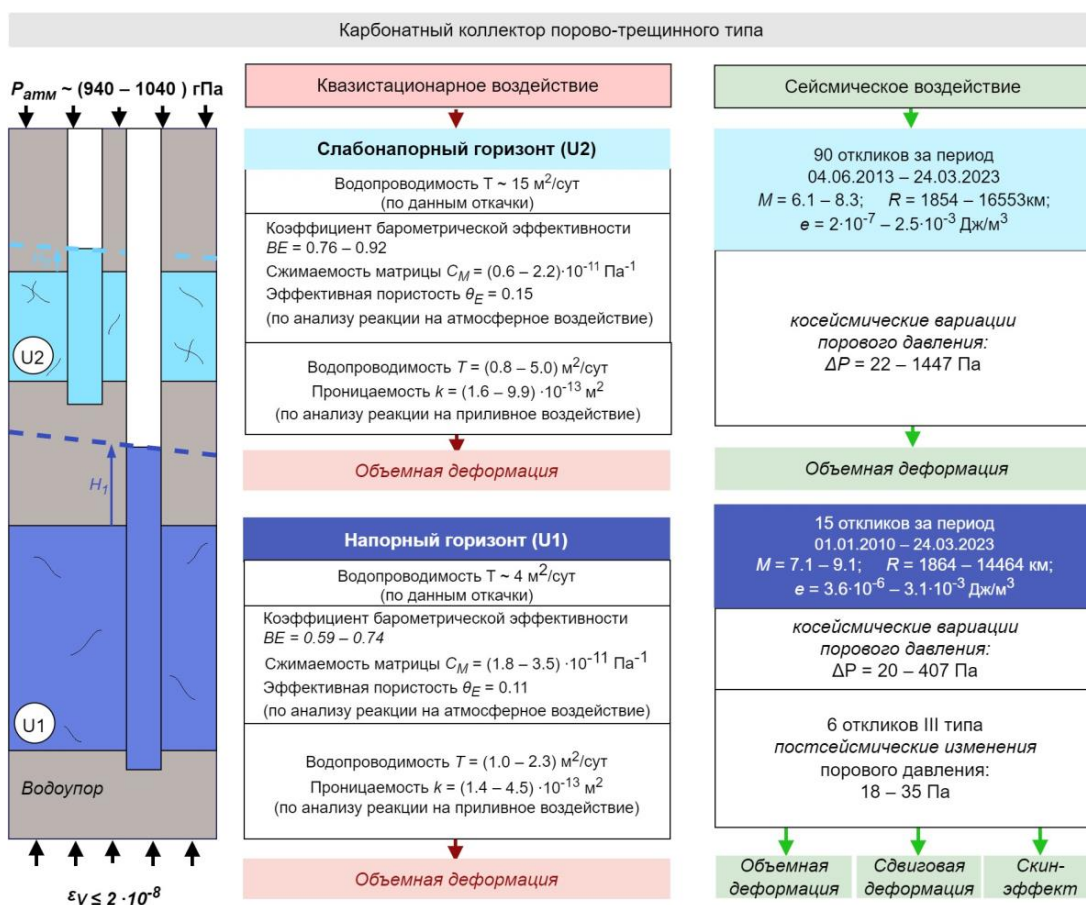 Карбонатный коллектор порово-трещинного типа
Pатм ~ (940 – 1040 ) гПа
U2
H1
U1
Водоупор
εV ≤ 2 ·10⁻⁸
Квазистационарное воздействие
Слабонапорный горизонт (U2)
Водопроводимость T ~ 15 м²/сут
(по данным откачки)
Коэффициент барометрической эффективности
BE = 0.76 – 0.92
Сжимаемость матрицы CM = (0.6 – 2.2)·10⁻¹¹ Па⁻¹
Эффективная пористость θE = 0.15
(по анализу реакции на атмосферное воздействие)
Водопроводимость T = (0.8 – 5.0) м²/сут
Проницаемость k = (1.6 – 9.9) ·10⁻¹³ м²
(по анализу реакции на приливное воздействие)
Объемная деформация
Напорный горизонт (U1)
Водопроводимость T ~ 4 м²/сут
(по данным откачки)
Коэффициент барометрической эффективности
BE = 0.59 – 0.74
Сжимаемость матрицы CM = (1.8 – 3.5) ·10⁻¹¹ Па⁻¹
Эффективная пористость θE = 0.11
(по анализу реакции на атмосферное воздействие)
Водопроводимость T = (1.0 – 2.3) м²/сут
Проницаемость k = (1.4 – 4.5) ·10⁻¹³ м²
(по анализу реакции на приливное воздействие)
Объемная деформация
Сейсмическое воздействие
90 откликов за период
04.06.2013 – 24.03.2023
M = 6.1 – 8.3; R = 1854 – 16553км;
e = 2·10⁻⁷ – 2.5·10⁻³ Дж/м³
косейсмические вариации
порового давления:
ΔP = 22 – 1447 Па
Объемная деформация
15 откликов за период
01.01.2010 – 24.03.2023
M = 7.1 – 9.1; R = 1864 – 14464 км;
e = 3.6·10⁻⁶ – 3.1·10⁻³ Дж/м³
косейсмические вариации
порового давления:
ΔP = 20 – 407 Па
6 откликов III типа
постсейсмические изменения
порового давления:
18 – 35 Па
Объемная
деформация
Сдвиговая
деформация
Скин-
эффект